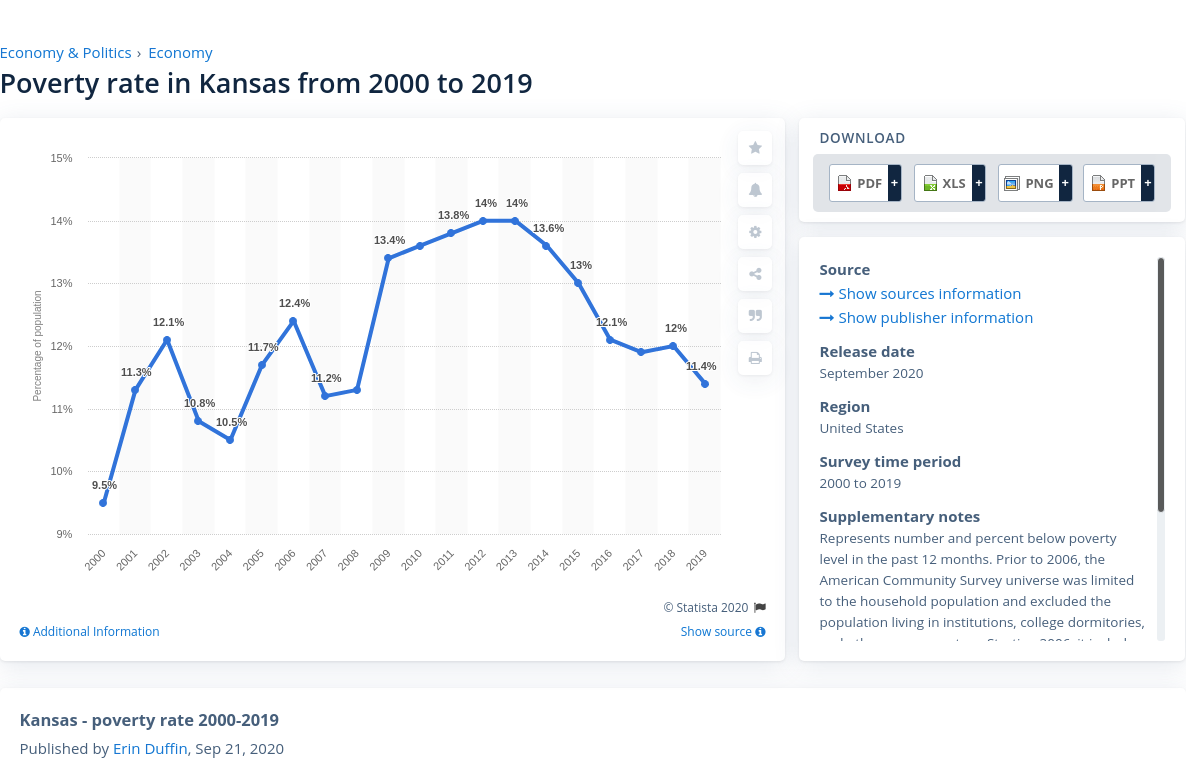 Economy & Politics › Economy
Poverty rate in Kansas from 2000 to 2019
15%
14%
13%
12%
11%
10%
9%
Percentage of population
9.5%
11.3%
12.1%
10.8%
10.5%
11.7%
12.4%
11.2%
13.4%
13.8%
14%
14%
13.6%
13%
12.1%
12%
11.4%
2000
2001
2002
2003
2004
2005
2006
2007
2008
2009
2010
2011
2012
2013
2014
2015
2016
2017
2018
2019
© Statista 2020
Additional Information
Show source
DOWNLOAD
PDF +
XLS +
PNG +
PPT +
Source
Show sources information
Show publisher information
Release date
September 2020
Region
United States
Survey time period
2000 to 2019
Supplementary notes
Represents number and percent below poverty
level in the past 12 months. Prior to 2006, the
American Community Survey universe was limited
to the household population and excluded the
population living in institutions, college dormitories,
Kansas - poverty rate 2000-2019
Published by Erin Duffin, Sep 21, 2020